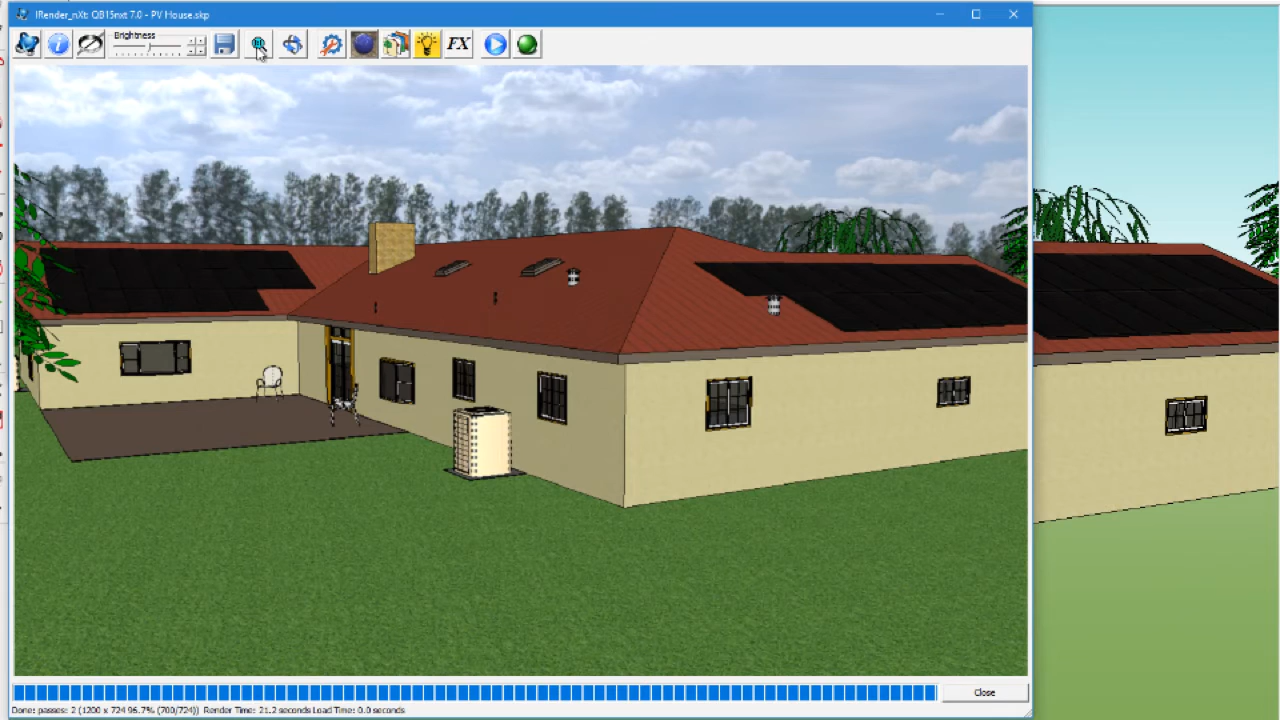 IRender_nXt: QB15nxt 7.0 - PV House.skp
Brightness
FX
Close
Done: passes: 2 (1200 x 724 96.7% (700/724)) Render Time: 21.2 seconds Load Time: 0.0 seconds